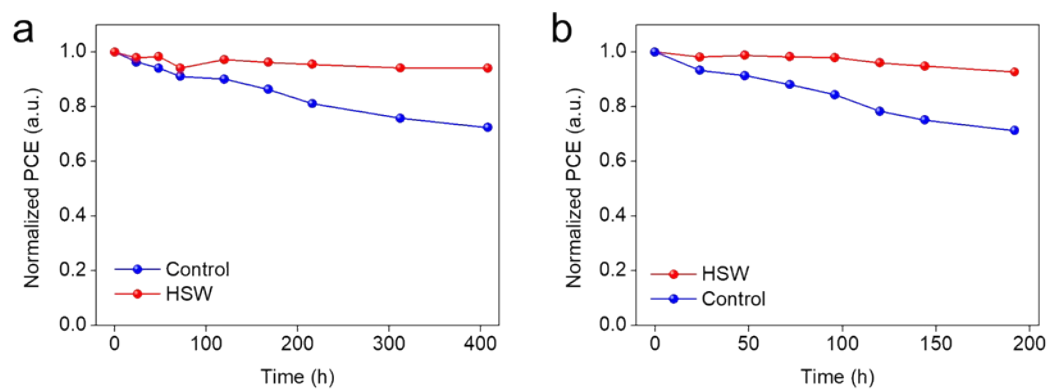 a
Normalized PCE (a.u.)
1.0
0.8
0.6
0.4
0.2
0.0
Control
HSW
0 100 200 300 400
Time (h)
b
Normalized PCE (a.u.)
1.0
0.8
0.6
0.4
0.2
0.0
HSW
Control
0 50 100 150 200
Time (h)